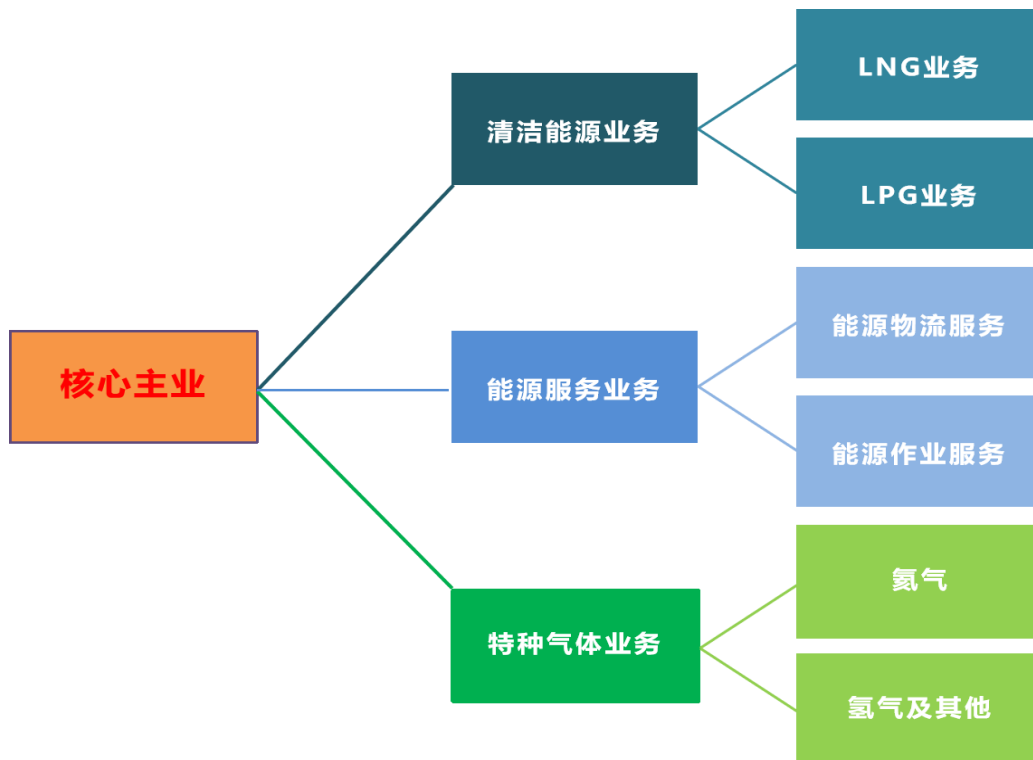 核心主业
清洁能源业务
LNG业务
LPG业务
能源服务业务
能源物流服务
能源作业服务
特种气体业务
氦气
氢气及其他